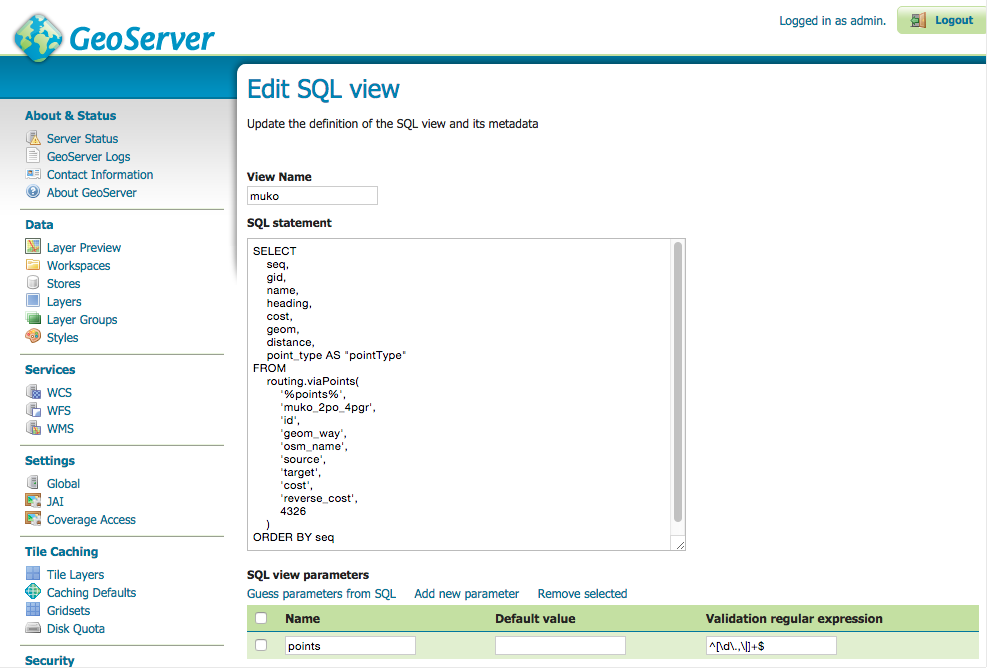 GeoServer
Logged in as admin.
Logout
About & Status
Server Status
GeoServer Logs
Contact Information
About GeoServer
Data
Layer Preview
Workspaces
Stores
Layers
Layer Groups
Styles
Services
WCS
WFS
WMS
Settings
Global
JAI
Coverage Access
Tile Caching
Tile Layers
Caching Defaults
Gridsets
Disk Quota
Security
Edit SQL view
Update the definition of the SQL view and its metadata
View Name
muko
SQL statement
SELECT
seq,
gid,
name,
heading,
cost,
geom,
distance,
point_type AS "pointType"
FROM
routing.viaPoints(
'%points%',
'muko_2po_4pgr',
'id',
'geom_way',
'osm_name',
'source',
'target',
'cost',
'reverse_cost',
4326
)
ORDER BY seq
SQL view parameters
Guess parameters from SQL Add new parameter Remove selected
Name Default value Validation regular expression
points ^[\d\.,\|]+$